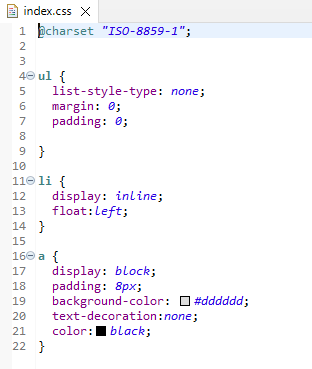 index.css
1 @charset "ISO-8859-1";
2
3
4 ul {
5 list-style-type: none;
6 margin: 0;
7 padding: 0;
8
9 }
10
11 li {
12 display: inline;
13 float:left;
14 }
15
16 a {
17 display: block;
18 padding: 8px;
19 background-color: #dddddd;
20 text-decoration:none;
21 color: black;
22 }